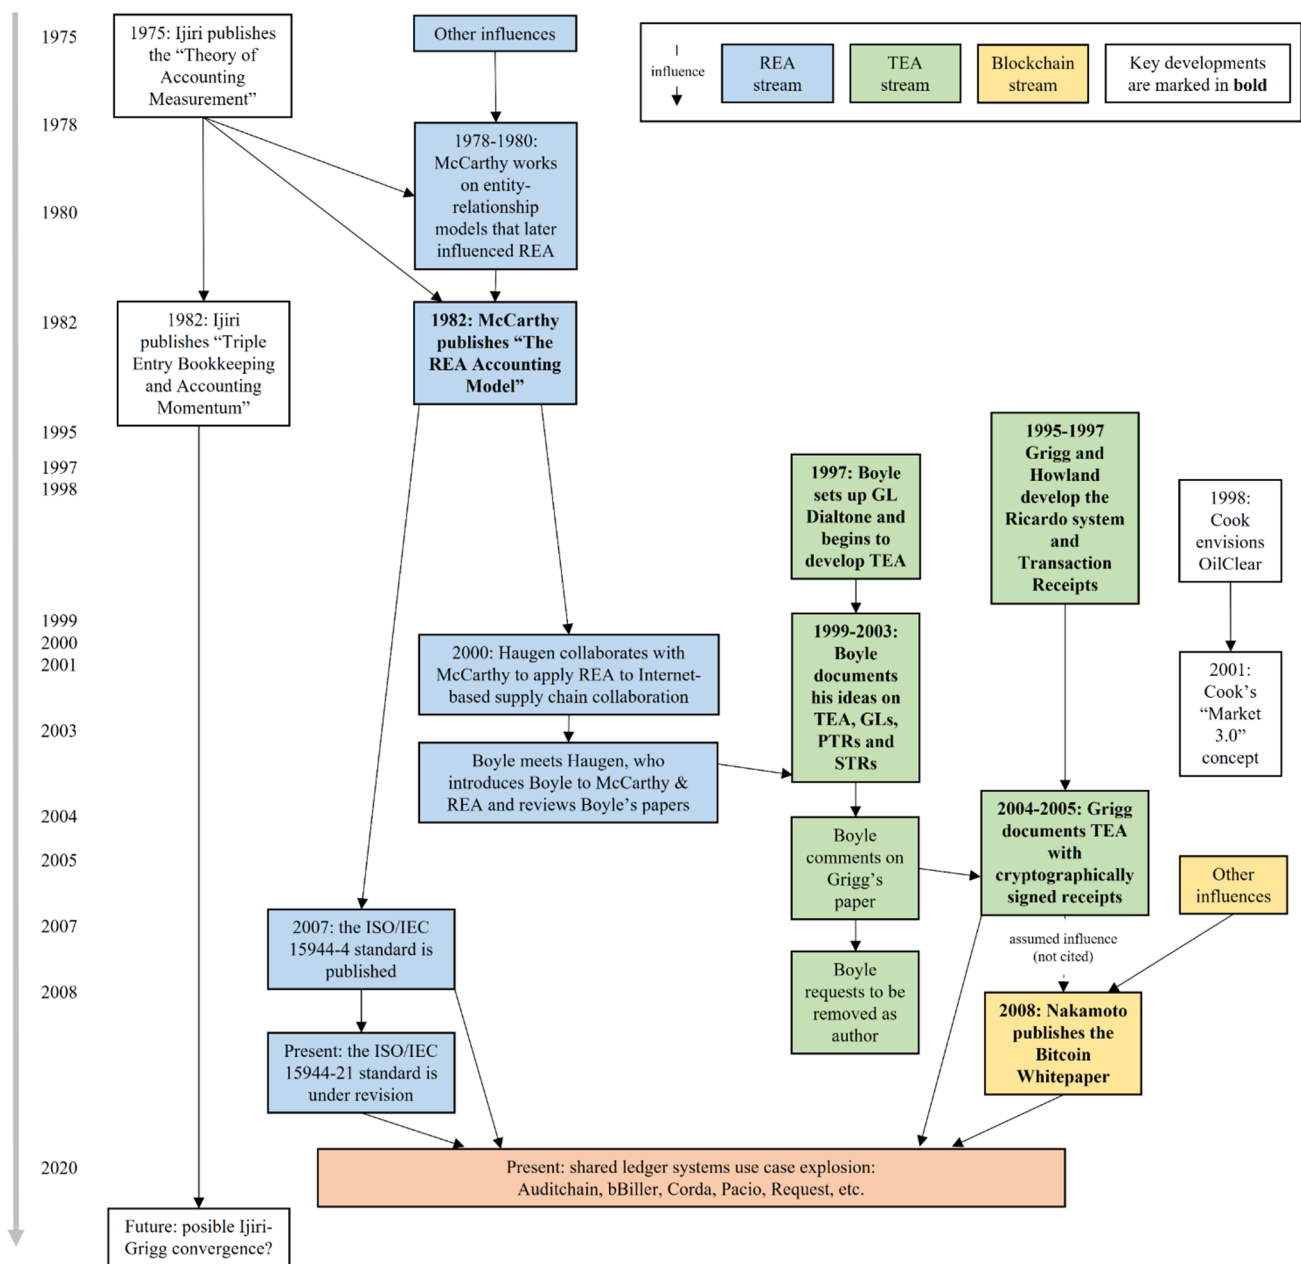 1975
1978
1980
1982
1995
1997
1998
1999
2000
2001
2003
2004
2005
2007
2008
2020
influence
REA
stream
TEA
stream
Blockchain
stream
Key developments
are marked in bold
1975: Ijiri publishes
the “Theory of
Accounting
Measurement”
Other influences
1978-1980:
McCarthy works
on entity-
relationship
models that later
influenced REA
1982: Ijiri
publishes “Triple
Entry Bookkeeping
and Accounting
Momentum”
1982: McCarthy
publishes “The
REA Accounting
Model”
1995-1997
Grigg and
Howland
develop the
Ricardo system
and
Transaction
Receipts
1997: Boyle
sets up GL
Dialtone and
begins to
develop TEA
1998:
Cook
envisions
OilClear
1999-2003:
Boyle
documents
his ideas on
TEA, GLs,
PTRs and
STRs
2000: Haugen collaborates with
McCarthy to apply REA to Internet-
based supply chain collaboration
2001:
Cook’s
“Market
3.0”
concept
Boyle meets Haugen, who
introduces Boyle to McCarthy &
REA and reviews Boyle’s papers
2004-2005: Grigg
documents TEA
with
cryptographically
signed receipts
Boyle
comments on
Grigg’s
paper
Other
influences
2007: the ISO/IEC
15944-4 standard is
published
assumed influence
(not cited)
Boyle
requests to be
removed as
author
2008: Nakamoto
publishes the
Bitcoin
Whitepaper
Present: the ISO/IEC
15944-21 standard is
under revision
Present: shared ledger systems use case explosion:
Auditchain, bBiller, Corda, Pacio, Request, etc.
Future: posible Ijiri-
Grigg convergence?